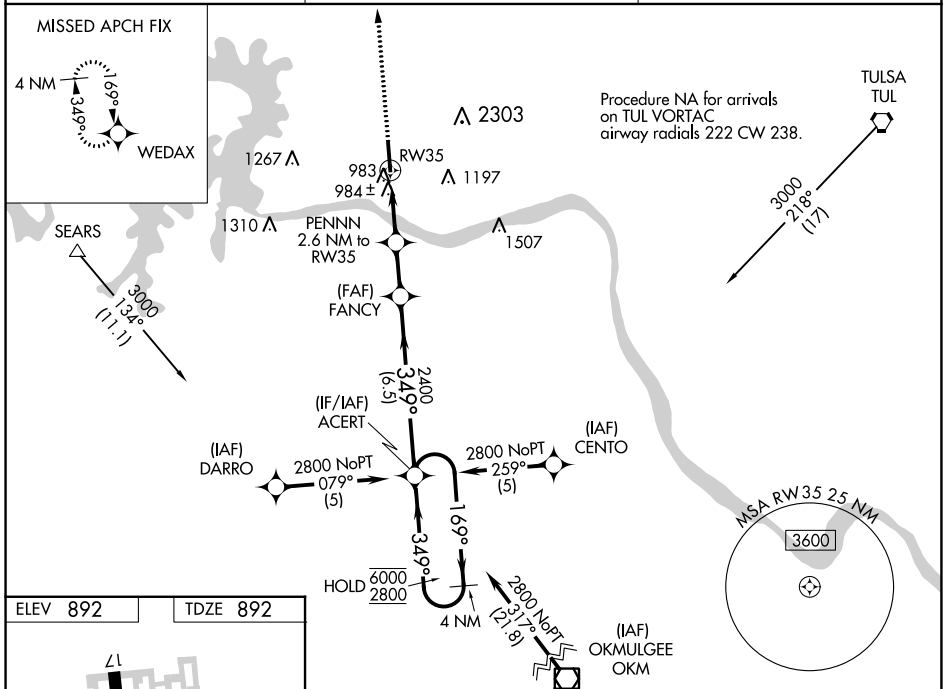 MISSED APCH FIX
4 NM
169°
349°
WEDAX
2303
Procedure NA for arrivals
on TUL VORTAC
airway radials 222 CW 238.
TULSA
TUL
3000
218°
(17)
1267
983
RW35
984±
1197
1310
PENNN
2.6 NM to
RW35
1507
SEARS
3000
134°
(11.1)
(FAF)
FANCY
2400
349°
(6.5)
(IF/IAF)
ACERT
(IAF)
DARRO
2800 NoPT
079°
(5)
2800 NoPT
259°
(5)
(IAF)
CENTO
169°
349°
HOLD
6000
2800
4 NM
2800 NoPT
317°
(21.8)
(IAF)
OKMULGEE
OKM
MSA RW35 25 NM
3600
ELEV 892
TDZE 892
17